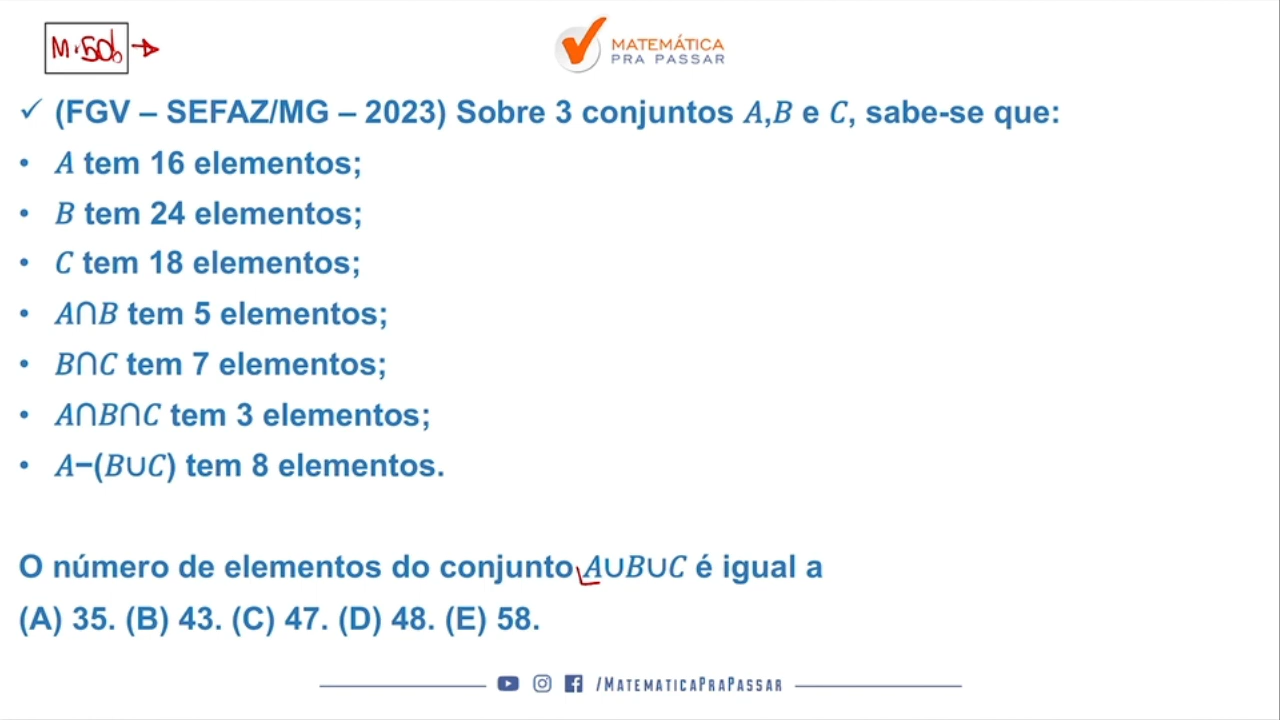 M.50%
MATEMÁTICA
PRA PASSAR
✓ (FGV – SEFAZ/MG – 2023) Sobre 3 conjuntos A,B e C, sabe-se que:
• A tem 16 elementos;
• B tem 24 elementos;
• C tem 18 elementos;
• A∩B tem 5 elementos;
• B∩C tem 7 elementos;
• A∩B∩C tem 3 elementos;
• A−(B∪C) tem 8 elementos.
O número de elementos do conjunto A∪B∪C é igual a
(A) 35. (B) 43. (C) 47. (D) 48. (E) 58.
/MATEMATICAPRAPASSAR